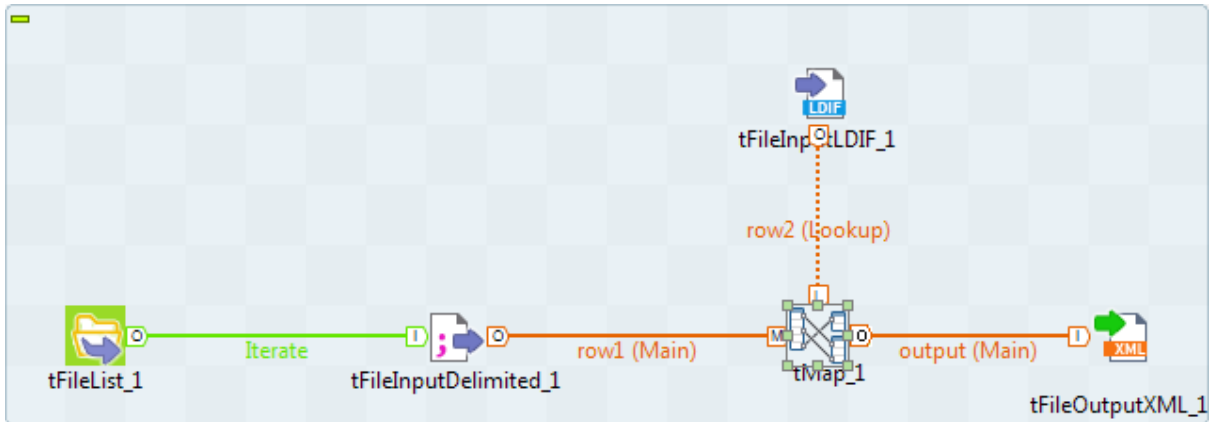 LDIF
O
tFileInputLDIF_1
row2 (Lookup)
L
O
Iterate
I
;
O
row1 (Main)
M
O
output (Main)
I
XML
tFileList_1
tFileInputDelimited_1
tMap_1
tFileOutputXML_1